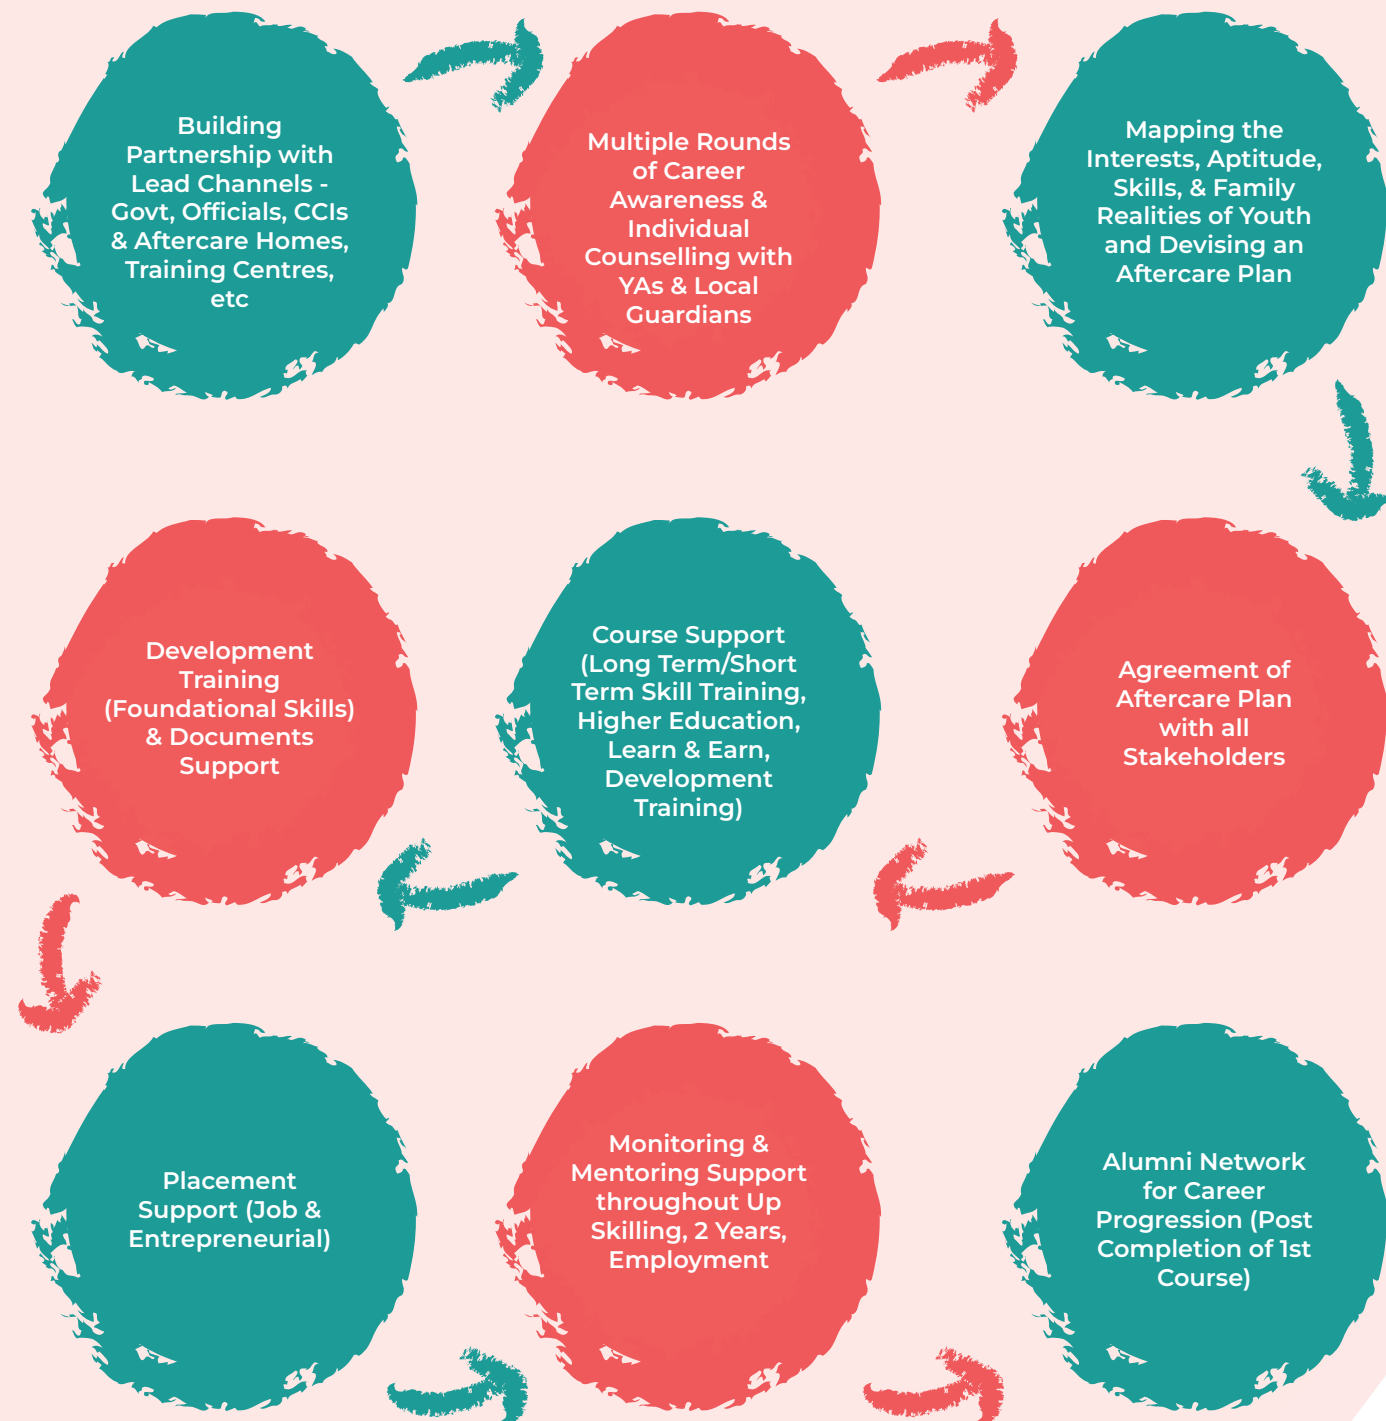 Building
Partnership with
Lead Channels -
Govt, Officials, CCIs
& Aftercare Homes,
Training Centres,
etc
Multiple Rounds
of Career
Awareness &
Individual
Counselling with
YAs & Local
Guardians
Mapping the
Interests, Aptitude,
Skills, & Family
Realities of Youth
and Devising an
Aftercare Plan
Agreement of
Aftercare Plan
with all
Stakeholders
Course Support
(Long Term/Short
Term Skill Training,
Higher Education,
Learn & Earn,
Development
Training)
Development
Training
(Foundational Skills)
& Documents
Support
Placement
Support (Job &
Entrepreneurial)
Monitoring &
Mentoring Support
throughout Up
Skilling, 2 Years,
Employment
Alumni Network
for Career
Progression (Post
Completion of 1st
Course)